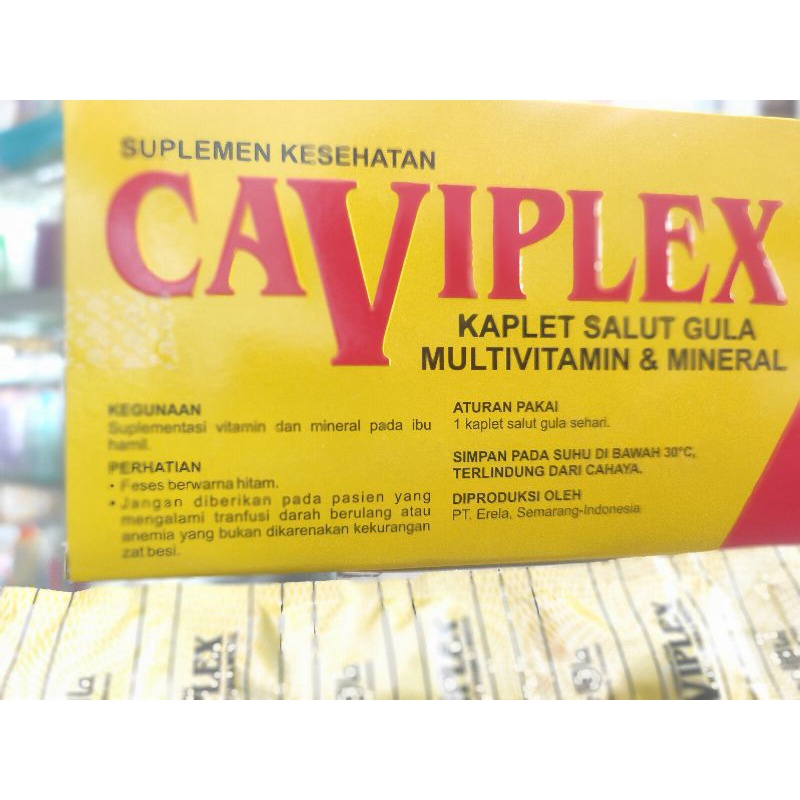 SUPLEMEN KESEHATAN
CAVIPLEX
KAPLET SALUT GULA
MULTIVITAMIN & MINERAL
KEGUNAAN
Suplementasi vitamin dan mineral pada ibu
hamil.
PERHATIAN
• Feses berwarna hitam.
• Jangan diberikan pada pasien yang
mengalami tranfusi darah berulang atau
anemia yang bukan dikarenakan kekurangan
zat besi.
ATURAN PAKAI
1 kaplet salut gula sehari.
SIMPAN PADA SUHU DI BAWAH 30°C,
TERLINDUNG DARI CAHAYA.
DIPRODUKSI OLEH
PT. Erela, Semarang-Indonesia
VIPLEX
VIPLEX
VIPLEX